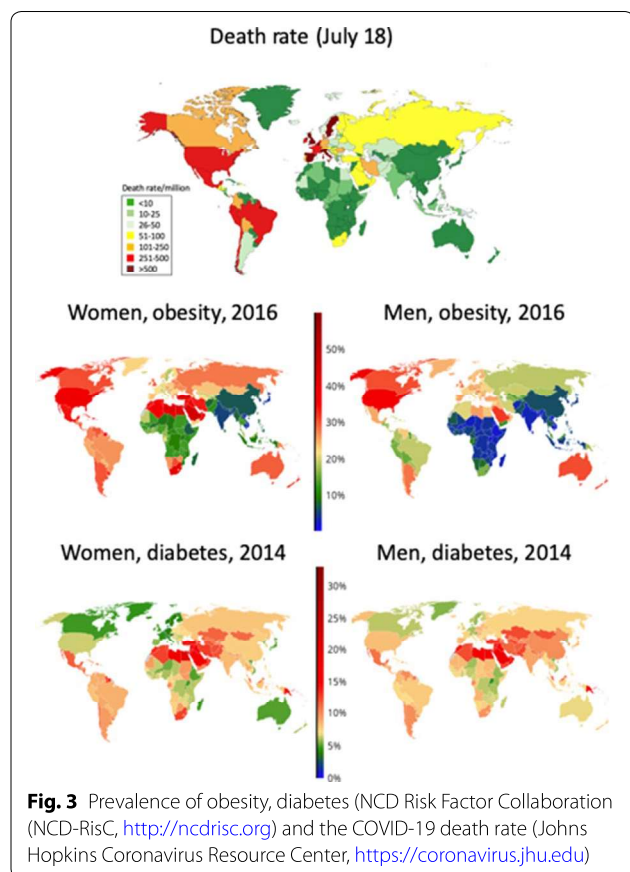 Death rate (July 18)
Death rate/million
<10
10-25
26-50
51-100
101-250
251-500
>500
Women, obesity, 2016
Men, obesity, 2016
50%
40%
30%
20%
10%
Women, diabetes, 2014
Men, diabetes, 2014
30%
25%
20%
15%
10%
5%
0%
Fig. 3 Prevalence of obesity, diabetes (NCD Risk Factor Collaboration
(NCD-RisC, http://ncdrisc.org) and the COVID-19 death rate (Johns
Hopkins Coronavirus Resource Center, https://coronavirus.jhu.edu)